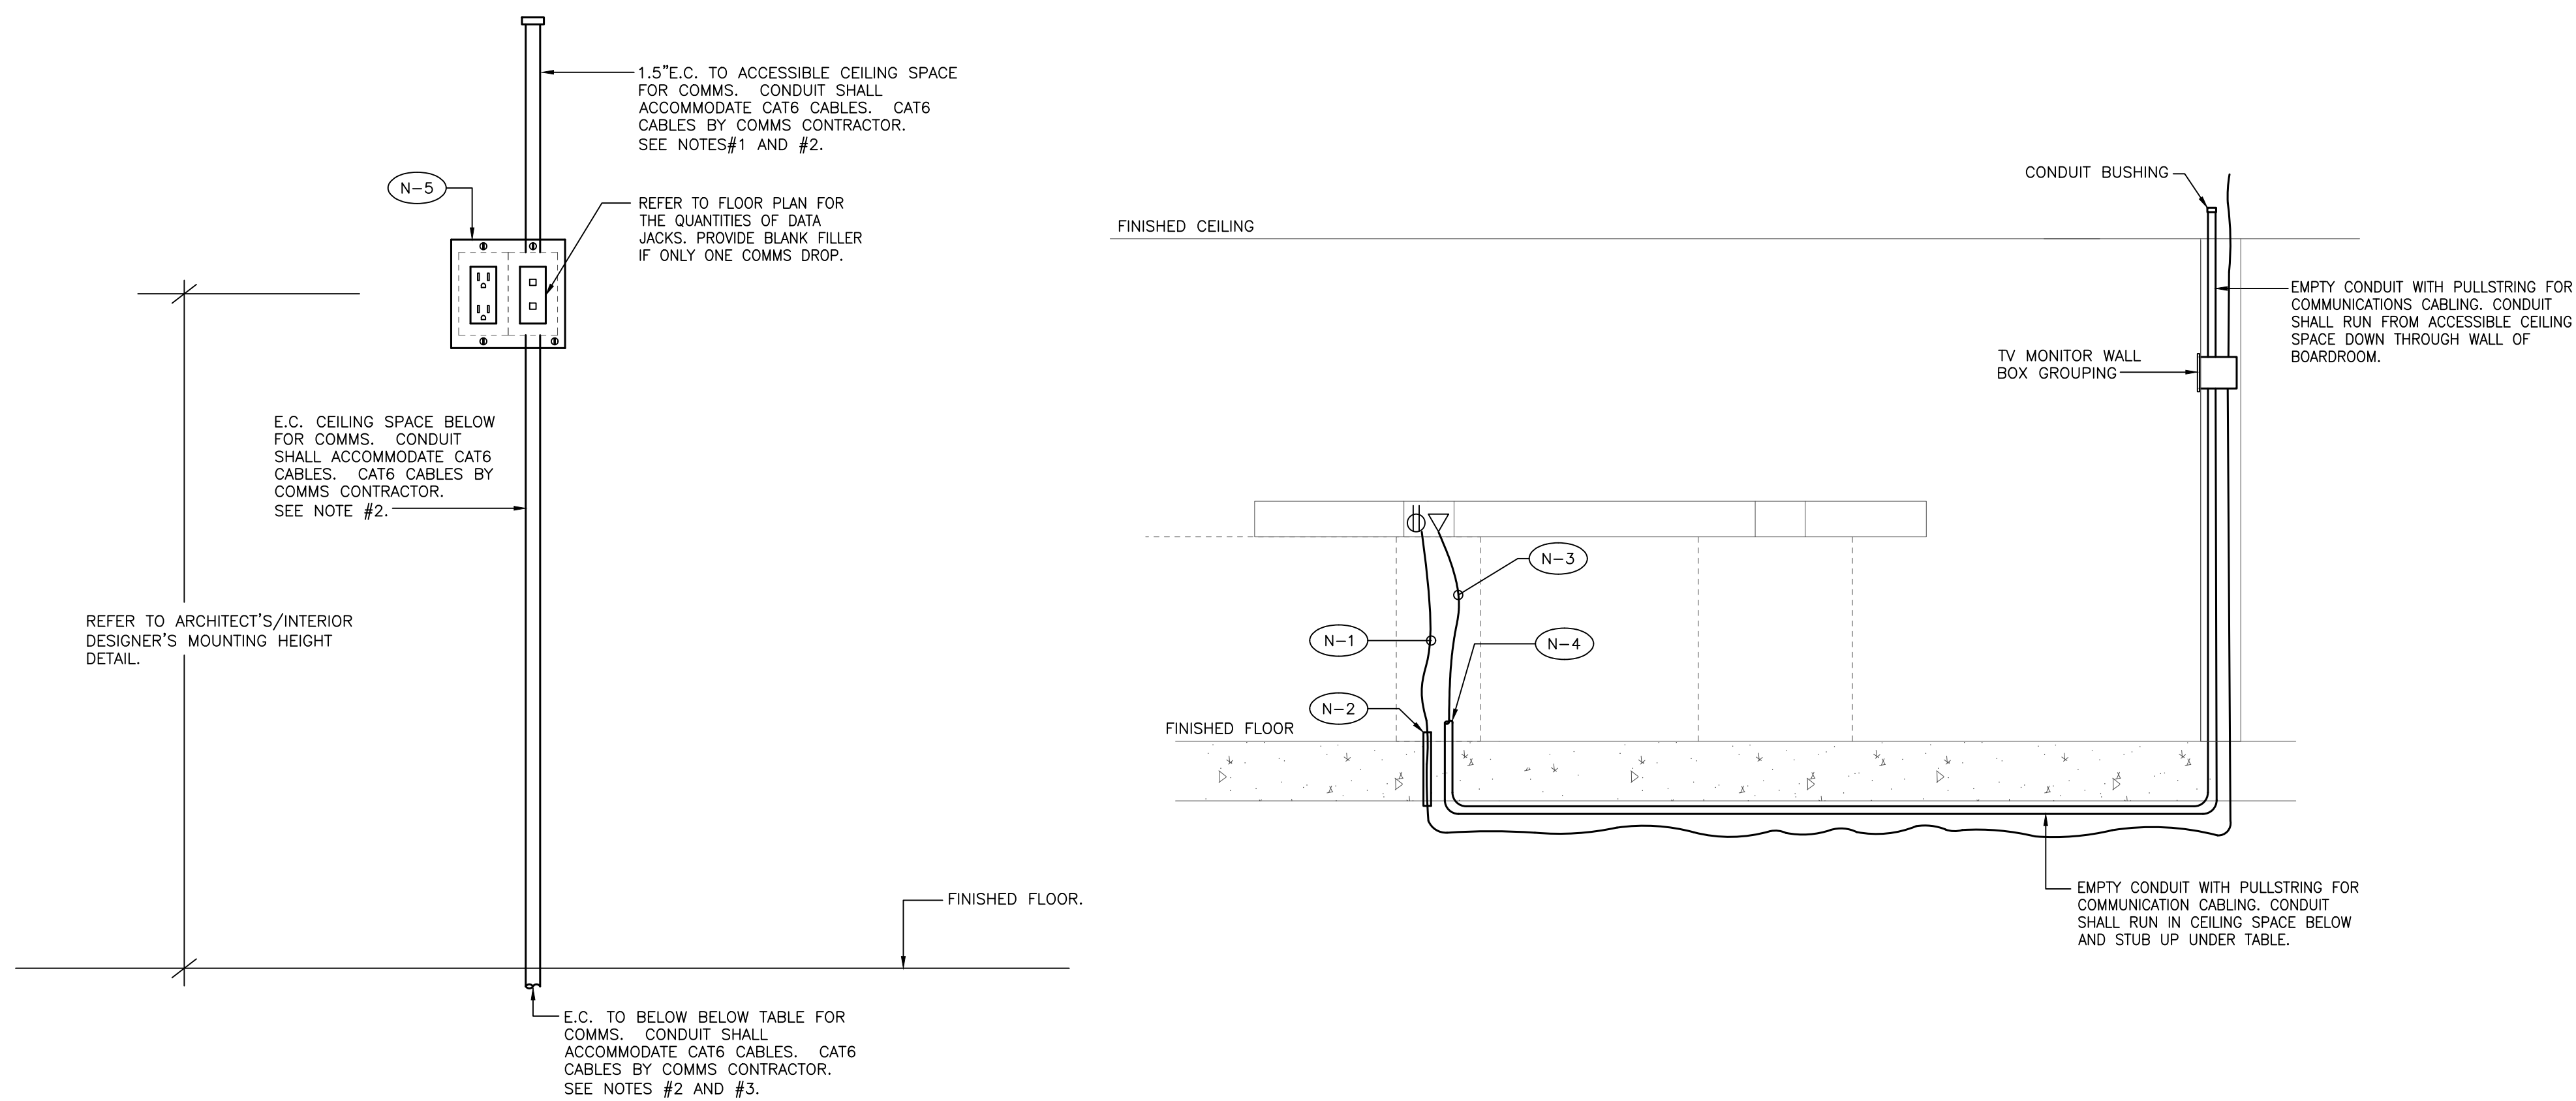 1.5"E.C. TO ACCESSIBLE CEILING SPACE
FOR COMMS. CONDUIT SHALL
ACCOMMODATE CAT6 CABLES. CAT6
CABLES BY COMMS CONTRACTOR.
SEE NOTES#1 AND #2.
N-5
REFER TO FLOOR PLAN FOR
THE QUANTITIES OF DATA
JACKS. PROVIDE BLANK FILLER
IF ONLY ONE COMMS DROP.
E.C. CEILING SPACE BELOW
FOR COMMS. CONDUIT
SHALL ACCOMMODATE CAT6
CABLES. CAT6 CABLES BY
COMMS CONTRACTOR.
SEE NOTE #2.
REFER TO ARCHITECT'S/INTERIOR
DESIGNER'S MOUNTING HEIGHT
DETAIL.
FINISHED FLOOR.
E.C. TO BELOW BELOW TABLE FOR
COMMS. CONDUIT SHALL
ACCOMMODATE CAT6 CABLES. CAT6
CABLES BY COMMS CONTRACTOR.
SEE NOTES #2 AND #3.
CONDUIT BUSHING
FINISHED CEILING
EMPTY CONDUIT WITH PULLSTRING FOR
COMMUNICATIONS CABLING. CONDUIT
SHALL RUN FROM ACCESSIBLE CEILING
SPACE DOWN THROUGH WALL OF
BOARDROOM.
TV MONITOR WALL
BOX GROUPING
N-3
N-1
N-4
N-2
FINISHED FLOOR
EMPTY CONDUIT WITH PULLSTRING FOR
COMMUNICATION CABLING. CONDUIT
SHALL RUN IN CEILING SPACE BELOW
AND STUB UP UNDER TABLE.